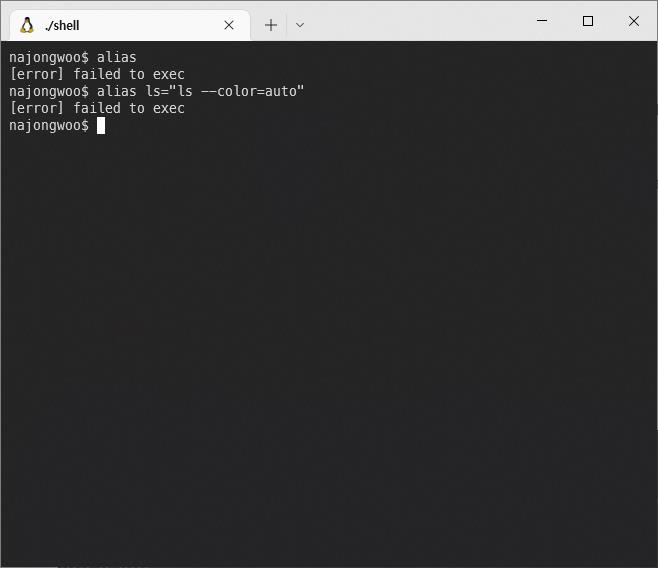 ./shell
najongwoo$ alias
[error] failed to exec
najongwoo$ alias ls="ls --color=auto"
[error] failed to exec
najongwoo$